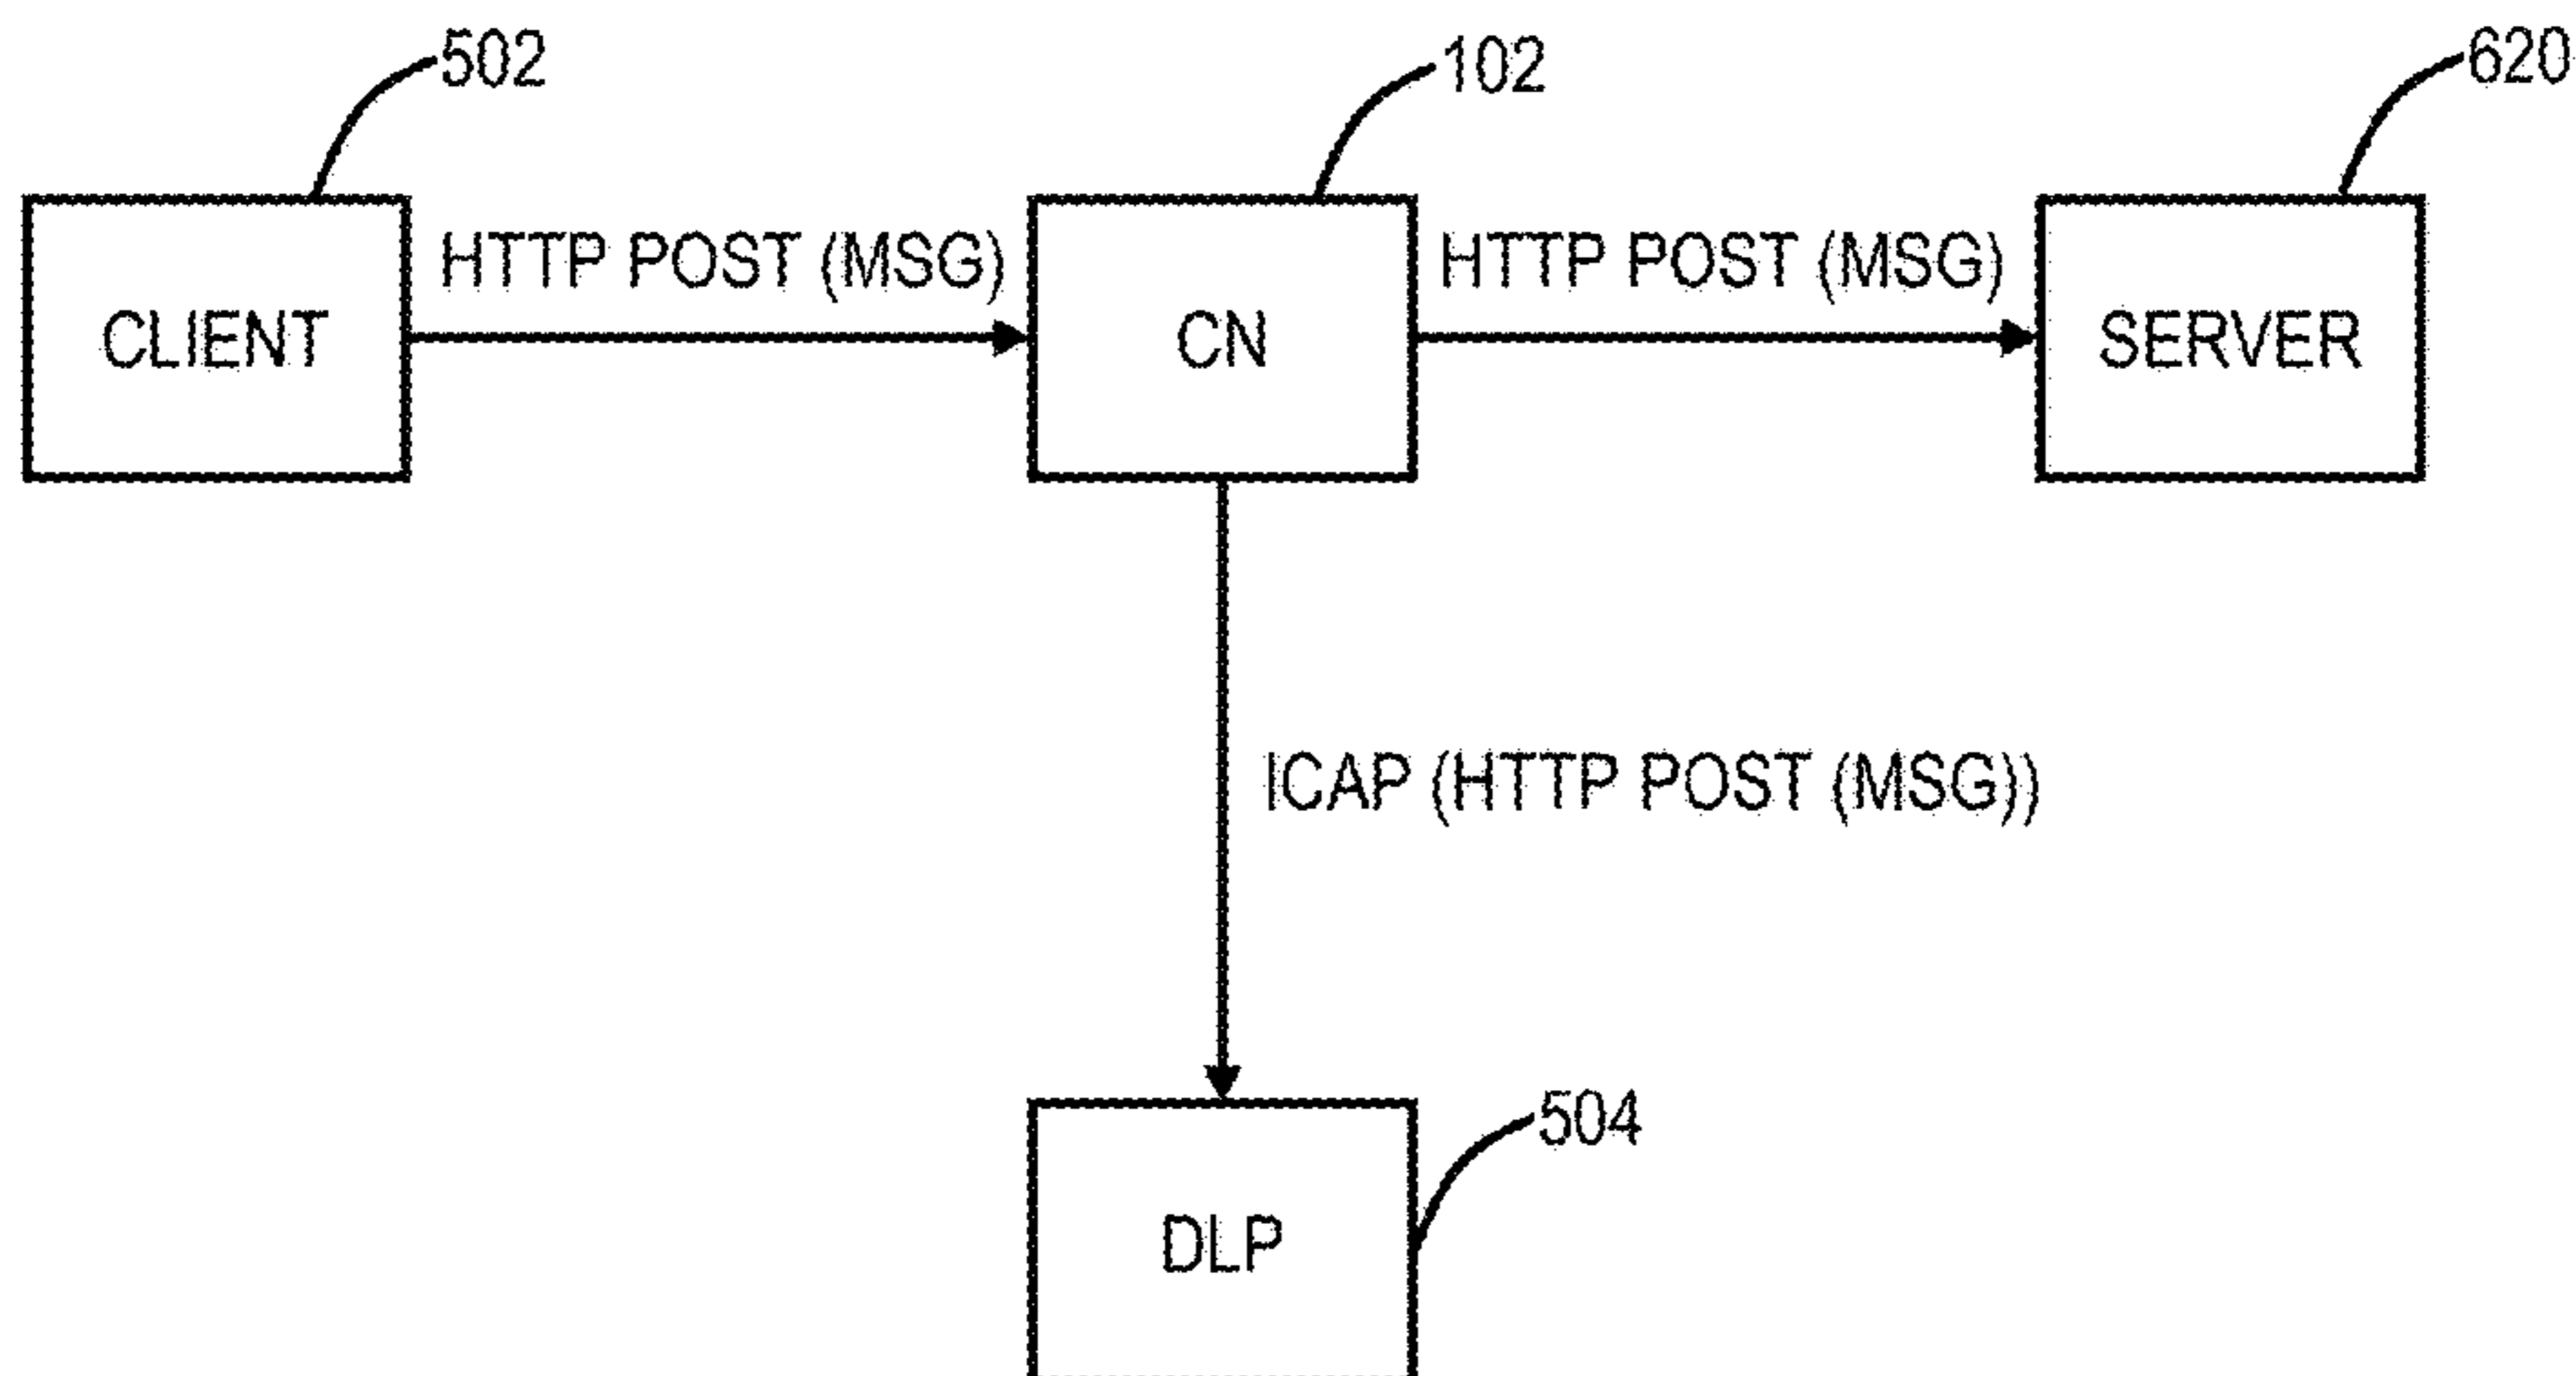 502
102
620
HTTP POST (MSG)
HTTP POST (MSG)
CLIENT
CN
SERVER
ICAP (HTTP POST (MSG))
504
DLP